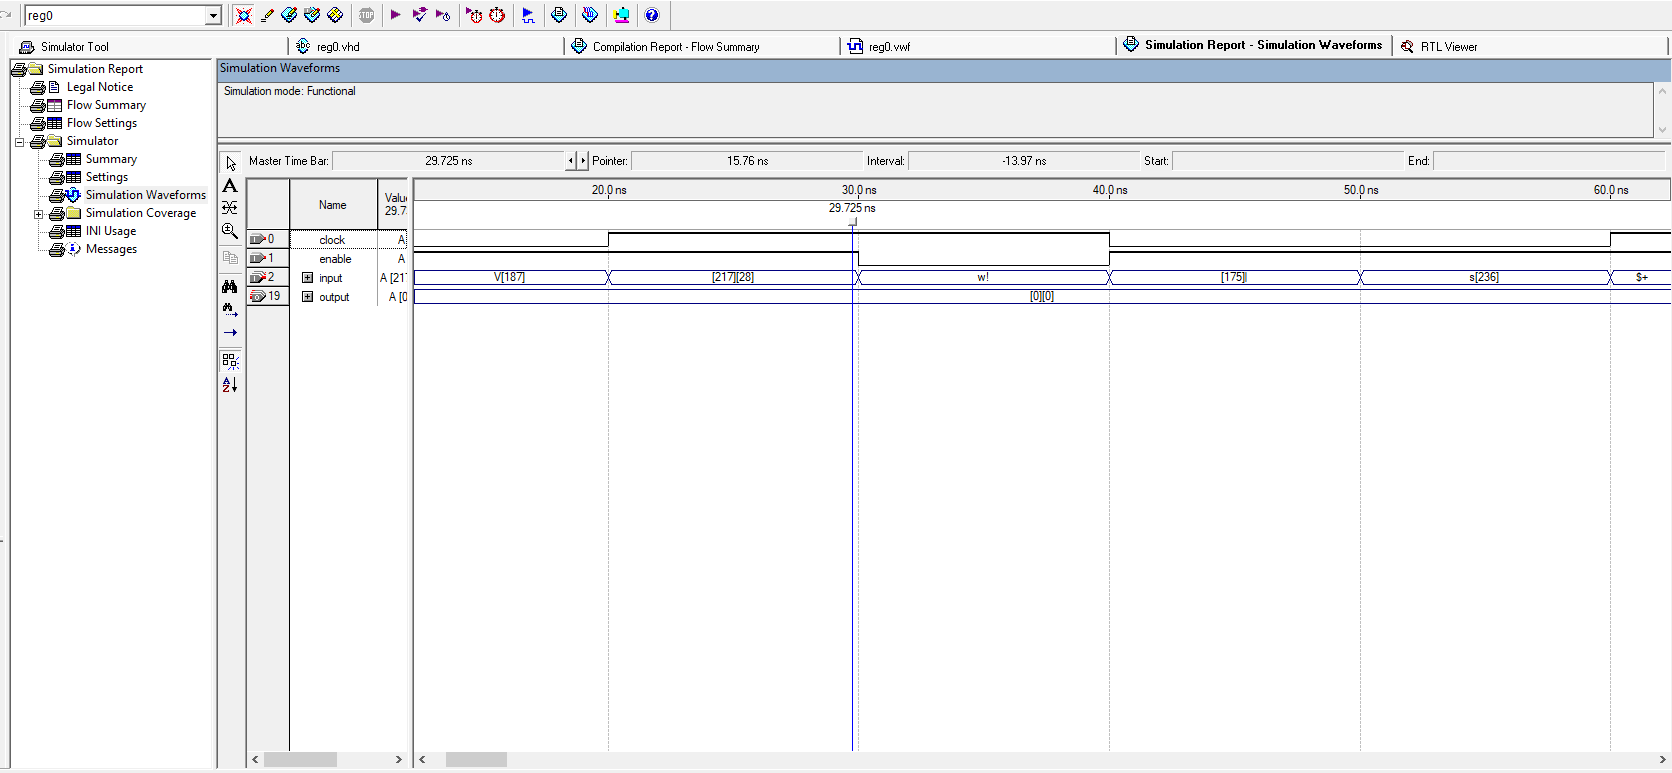 reg0
STOP
Simulator Tool
abc reg0.vhd
Compilation Report - Flow Summary
reg0.vwf
Simulation Report - Simulation Waveforms
RTL Viewer
Simulation Report
Legal Notice
Flow Summary
Flow Settings
Simulator
Summary
Settings
Simulation Waveforms
Simulation Coverage
INI Usage
Messages
Simulation Waveforms
Simulation mode: Functional
Master Time Bar: 29.725 ns Pointer: 15.76 ns Interval: -13.97 ns Start: End:
Name
Valu
29.7
20.0 ns 30.0 ns 40.0 ns 50.0 ns 60.0 ns
29.725 ns
0 clock A
1 enable A
2 input A [21 V[187] [217][28] w! [175]| s[236] $+
19 output A [0 [0][0]